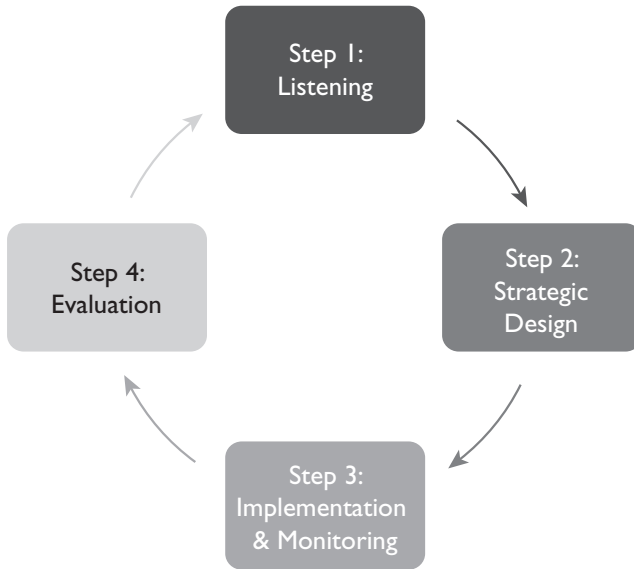 Step 1:
Listening
Step 2:
Strategic
Design
Step 3:
Implementation
& Monitoring
Step 4:
Evaluation